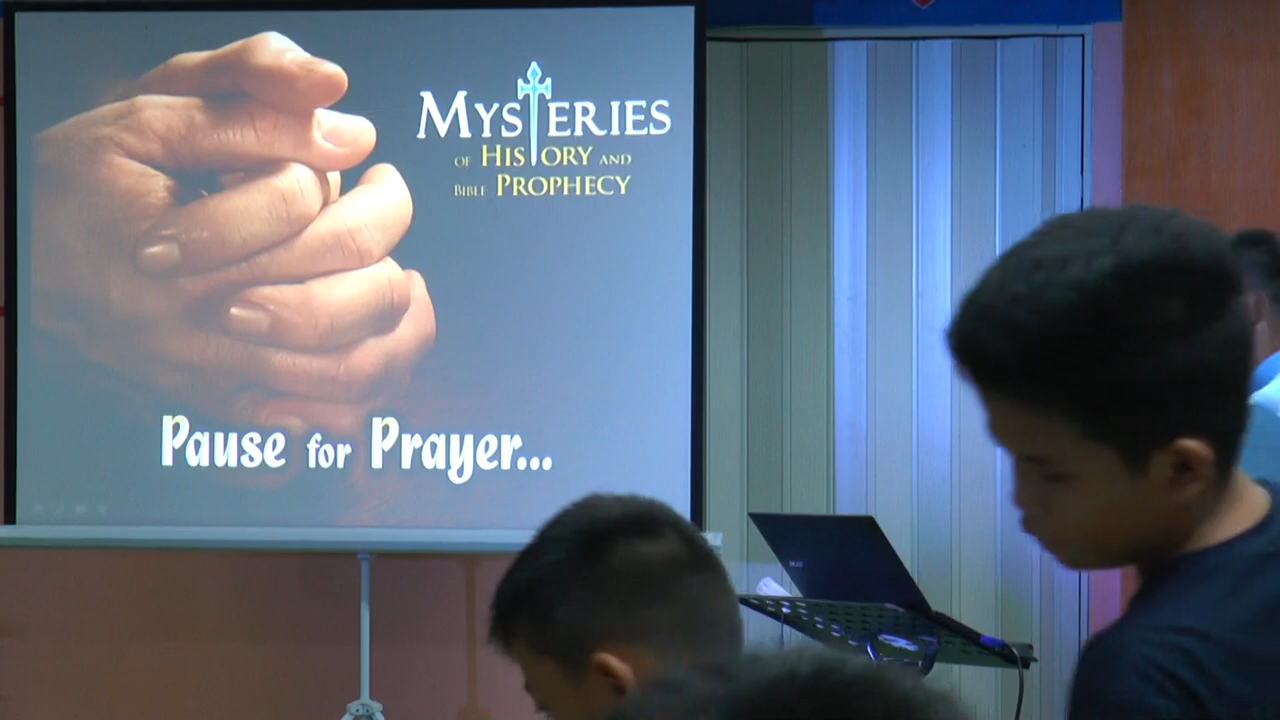 MYSTERIES
OF HISTORY AND
BIBLE PROPHECY
Pause for Prayer...